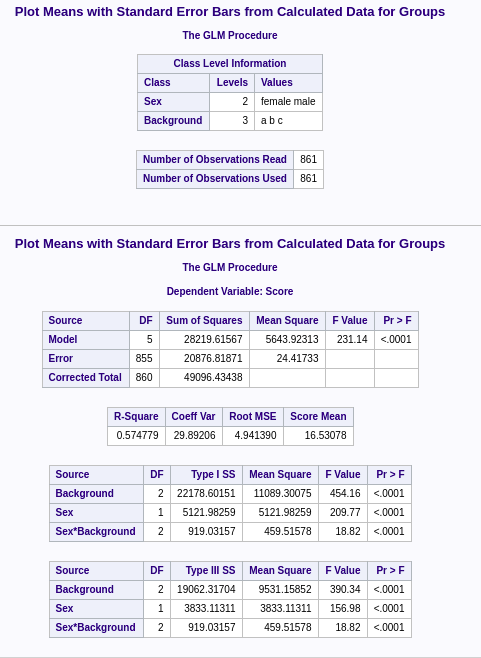 Plot Means with Standard Error Bars from Calculated Data for Groups
The GLM Procedure
Class Level Information
Class Levels Values
Sex 2 female male
Background 3 a b c
Number of Observations Read 861
Number of Observations Used 861
Plot Means with Standard Error Bars from Calculated Data for Groups
The GLM Procedure
Dependent Variable: Score
Source DF Sum of Squares Mean Square F Value Pr > F
Model 5 28219.61567 5643.92313 231.14 <.0001
Error 855 20876.81871 24.41733
Corrected Total 860 49096.43438
R-Square Coeff Var Root MSE Score Mean
0.574779 29.89206 4.941390 16.53078
Source DF Type I SS Mean Square F Value Pr > F
Background 2 22178.60151 11089.30075 454.16 <.0001
Sex 1 5121.98259 5121.98259 209.77 <.0001
Sex*Background 2 919.03157 459.51578 18.82 <.0001
Source DF Type III SS Mean Square F Value Pr > F
Background 2 19062.31704 9531.15852 390.34 <.0001
Sex 1 3833.11311 3833.11311 156.98 <.0001
Sex*Background 2 919.03157 459.51578 18.82 <.0001